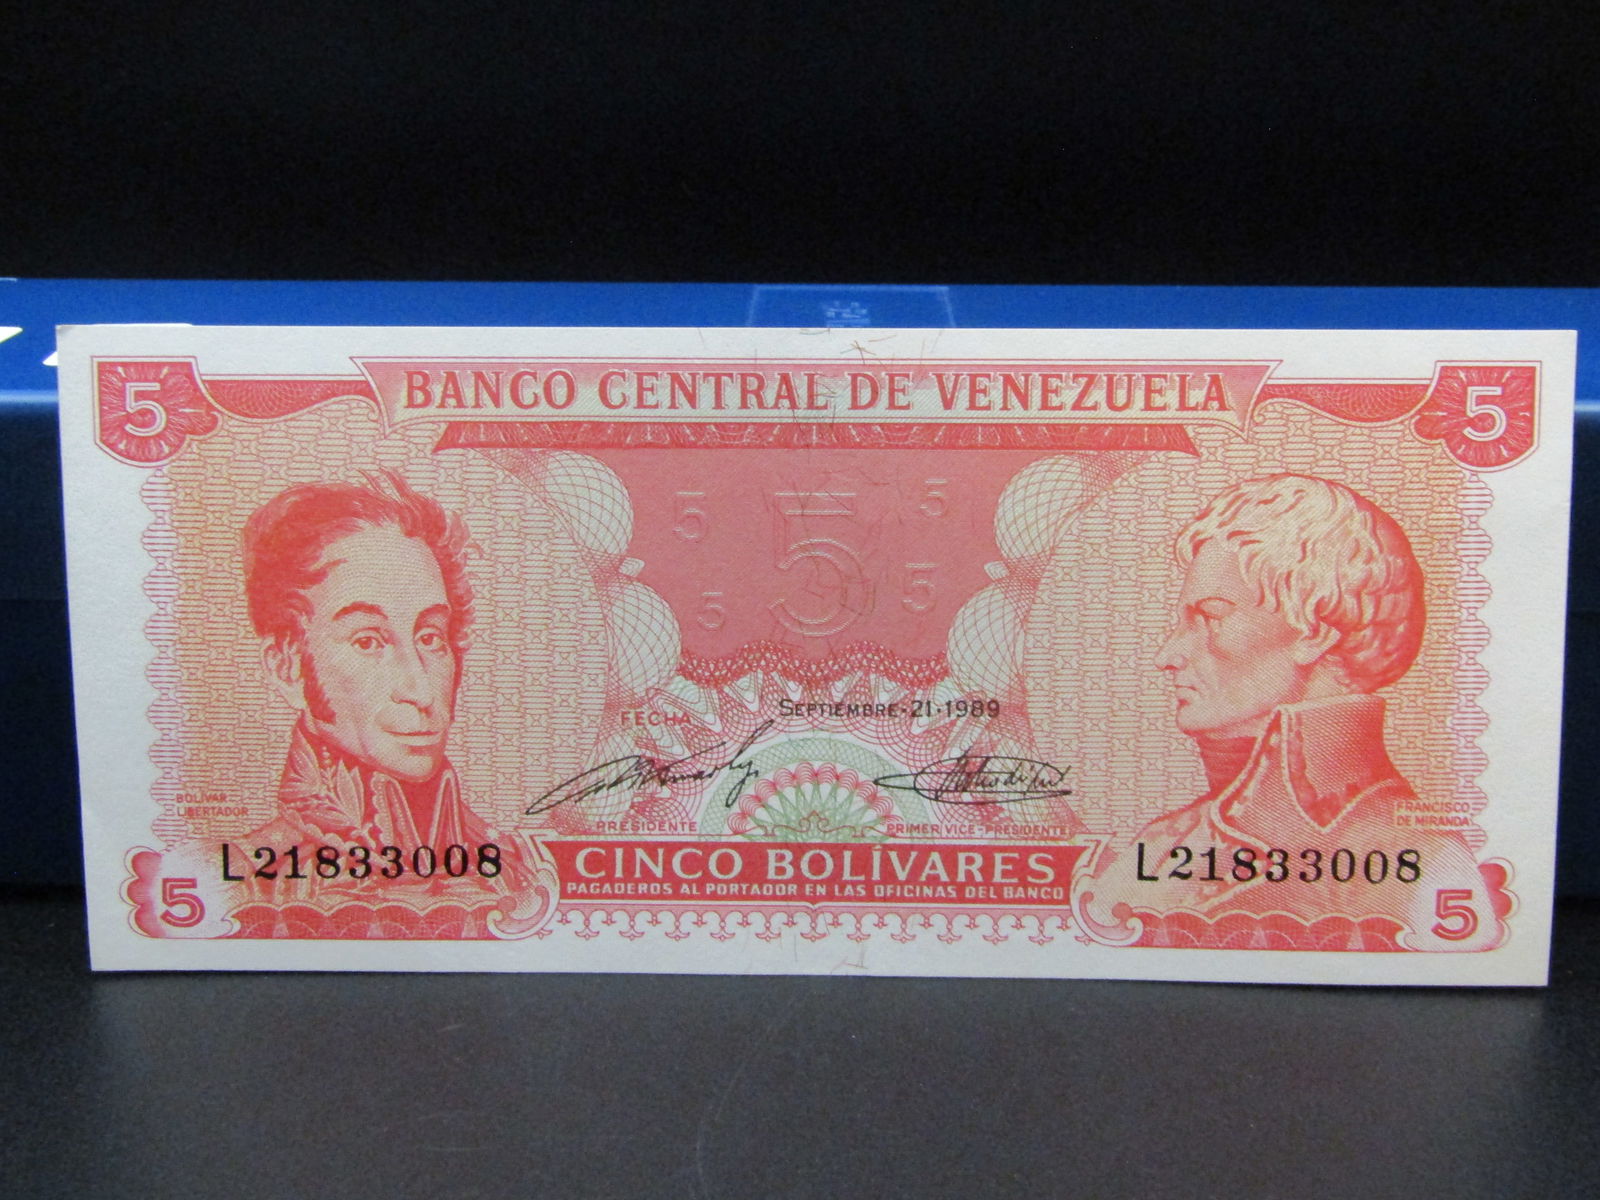 5 BANCO CENTRAL DE VENEZUELA 5
5 5 5
5 5
FECHA SEPTIEMBRE·21·1989
BOLIVAR
LIBERTADOR
FRANCISCO
DE MIRANDA
PRESIDENTE PRIMER VICE-PRESIDENTE
L21833008 CINCO BOLÍVARES L21833008
PAGADEROS AL PORTADOR EN LAS OFICINAS DEL BANCO
5 5